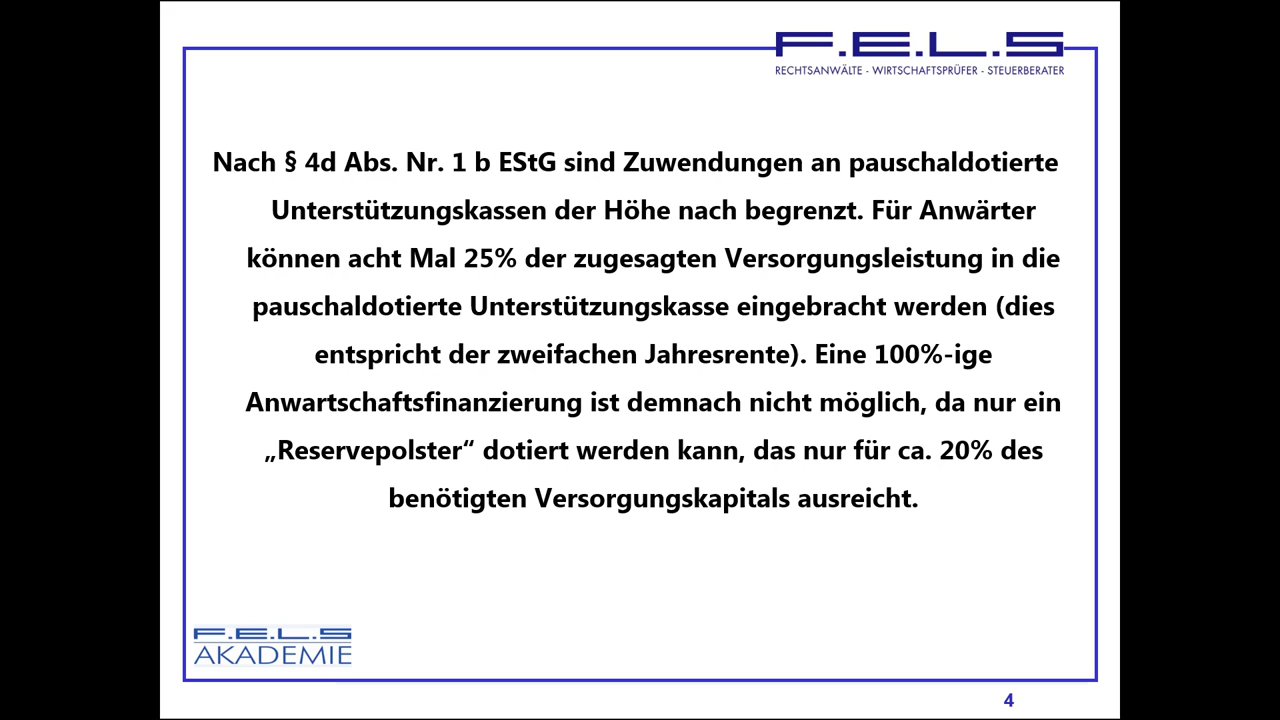 F.E.L.S
RECHTSANWÄLTE - WIRTSCHAFTSPRÜFER - STEUERBERATER
Nach § 4d Abs. Nr. 1 b EStG sind Zuwendungen an pauschaldotierte
Unterstützungskassen der Höhe nach begrenzt. Für Anwärter
können acht Mal 25% der zugesagten Versorgungsleistung in die
pauschaldotierte Unterstützungskasse eingebracht werden (dies
entspricht der zweifachen Jahresrente). Eine 100%-ige
Anwartschaftsfinanzierung ist demnach nicht möglich, da nur ein
„Reservepolster“ dotiert werden kann, das nur für ca. 20% des
benötigten Versorgungskapitals ausreicht.
F.E.L.S
AKADEMIE
4